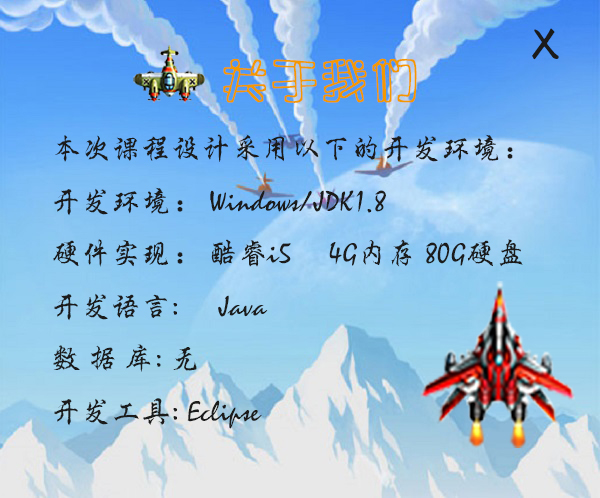 关于我们
X
本次课程设计采用以下的开发环境：
开发环境：Windows/JDK1.8
硬件实现：酷睿i5 4G内存 80G硬盘
开发语言: Java
数 据 库: 无
开发工具: Eclipse